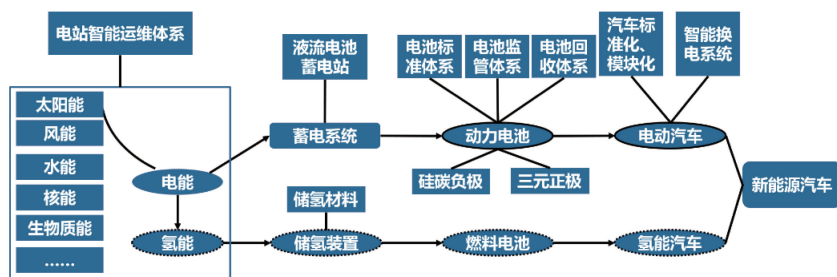 电站智能运维体系
液流电池
蓄电站
电池标
准体系
电池监
管体系
电池回
收体系
汽车标
准化、
模块化
智能换
电系统
太阳能
风能
水能
核能
生物质能
……
电能
氢能
蓄电系统
动力电池
电动汽车
硅碳负极
三元正极
新能源汽车
储氢材料
储氢装置
燃料电池
氢能汽车